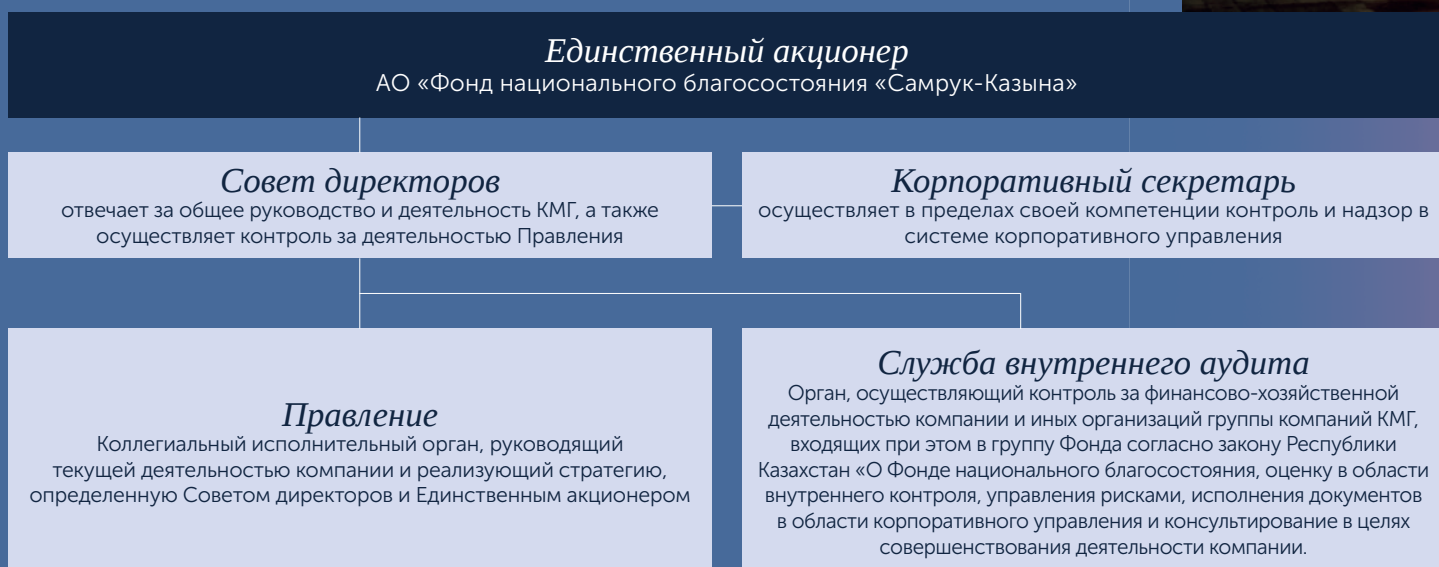 Единственный акционер
АО «Фонд национального благосостояния «Самрук-Казына»
Совет директоров
отвечает за общее руководство и деятельность КМГ, а также
осуществляет контроль за деятельностью Правления
Корпоративный секретарь
осуществляет в пределах своей компетенции контроль и надзор в
системе корпоративного управления
Правление
Коллегиальный исполнительный орган, руководящий
текущей деятельностью компании и реализующий стратегию,
определенную Советом директоров и Единственным акционером
Служба внутреннего аудита
Орган, осуществляющий контроль за финансово-хозяйственной
деятельностью компании и иных организаций группы компаний КМГ,
входящих при этом в группу Фонда согласно закону Республики
Казахстан «О Фонде национального благосостояния, оценку в области
внутреннего контроля, управления рисками, исполнения документов
в области корпоративного управления и консультирование в целях
совершенствования деятельности компании.